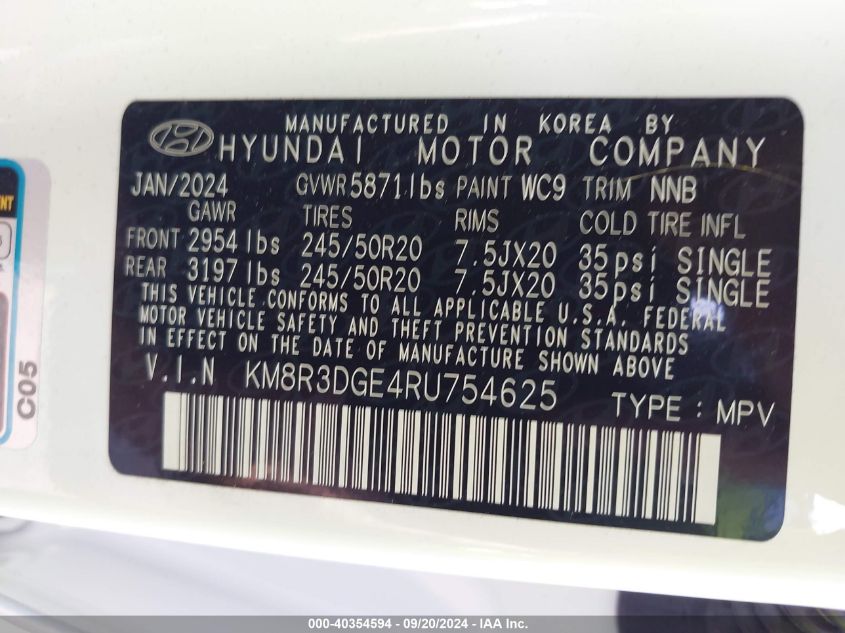 MANUFACTURED IN KOREA BY
HYUNDAI MOTOR COMPANY
JAN/2024 GVWR 5871 lbs PAINT WC9 TRIM NNB
GAWR TIRES RIMS COLD TIRE INFL
FRONT 2954 lbs 245/50R20 7.5JX20 35psi SINGLE
REAR 3197 lbs 245/50R20 7.5JX20 35psi SINGLE
THIS VEHICLE CONFORMS TO ALL APPLICABLE U.S.A. FEDERAL
MOTOR VEHICLE SAFETY AND THEFT PREVENTION STANDARDS
IN EFFECT ON THE DATE OF MANUFACTURE SHOWN ABOVE
V.I.N KM8R3DGE4RU754625 TYPE : MPV
C05
000-40354594 / 09/20/2024 - IAA Inc.